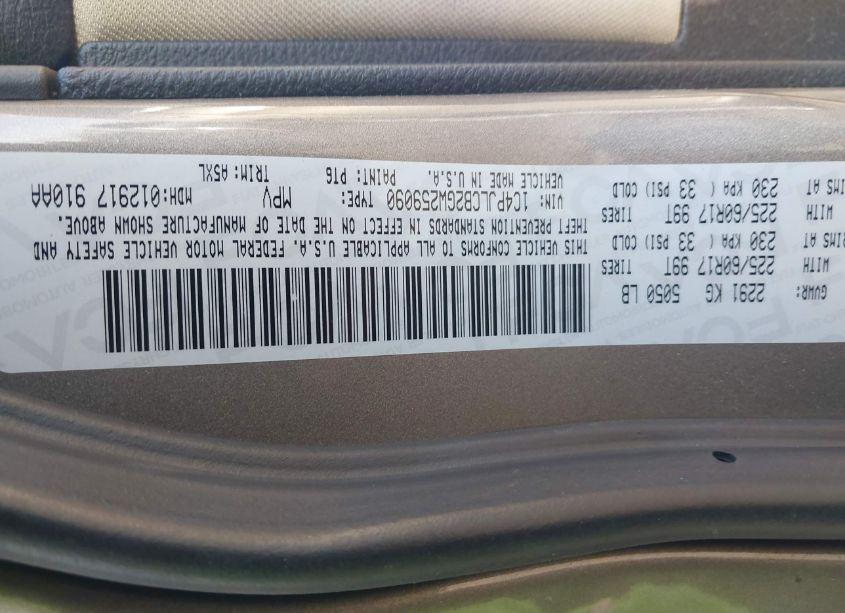 GVWR: 2291 KG 5050 LB
WITH 225/60R17 99T TIRES
RIMS AT 230 KPA ( 33 PSI) COLD
WITH 225/60R17 99T TIRES
RIMS AT 230 KPA ( 33 PSI) COLD
THIS VEHICLE CONFORMS TO ALL APPLICABLE U.S.A. FEDERAL MOTOR VEHICLE SAFETY AND
THEFT PREVENTION STANDARDS IN EFFECT ON THE DATE OF MANUFACTURE SHOWN ABOVE.
VIN: 1C4PJLCB2GW259090 TYPE: MPV MDH:012917 910AA
VEHICLE MADE IN U.S.A. PAINT: PTG TRIM: A5XL